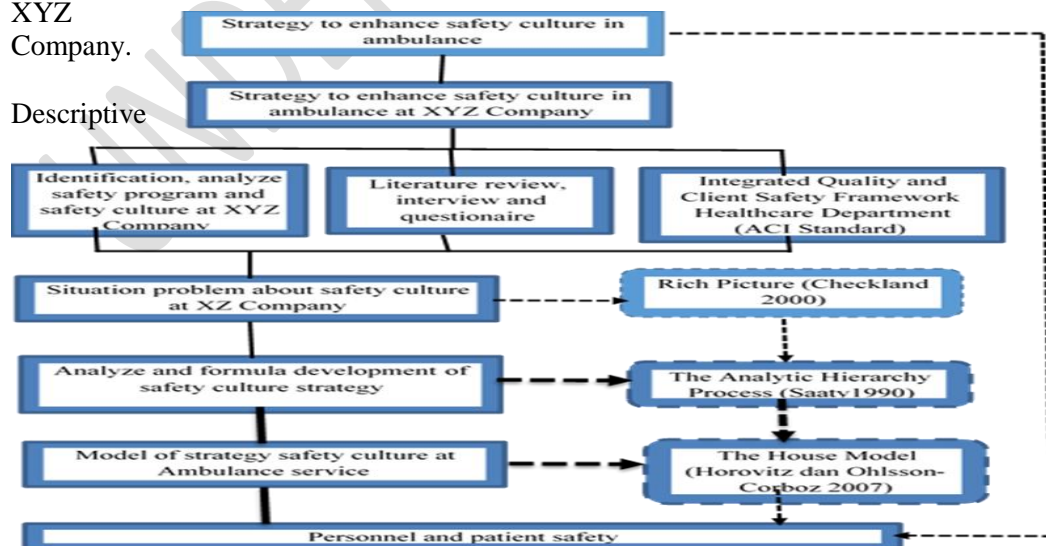 XYZ
Company.
Descriptive
Strategy to enhance safety culture in
ambulance
Strategy to enhance safety culture in
ambulance at XYZ Company
Identification, analyze
safety program and
safety culture at XYZ
Company
Literature review,
interview and
questionaire
Integrated Quality and
Client Safety Framework
Healthcare Department
(ACI Standard)
Situation problem about safety culture
at XZ Company
Rich Picture (Checkland
2000)
Analyze and formula development of
safety culture strategy
The Analytic Hierarchy
Process (Saaty1990)
Model of strategy safety culture at
Ambulance service
The House Model
(Horovitz dan Ohlsson-
Corboz 2007)
Personnel and patient safety